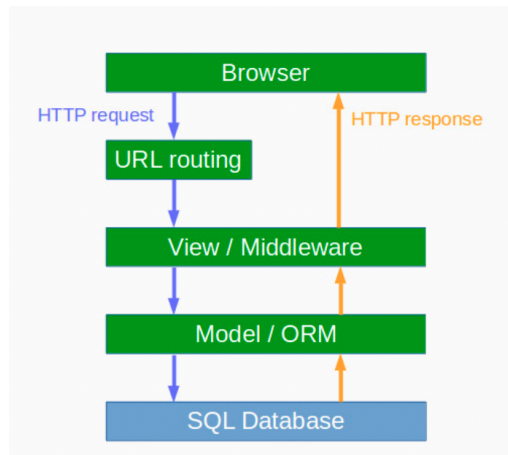 Browser
HTTP request
HTTP response
URL routing
View / Middleware
Model / ORM
SQL Database